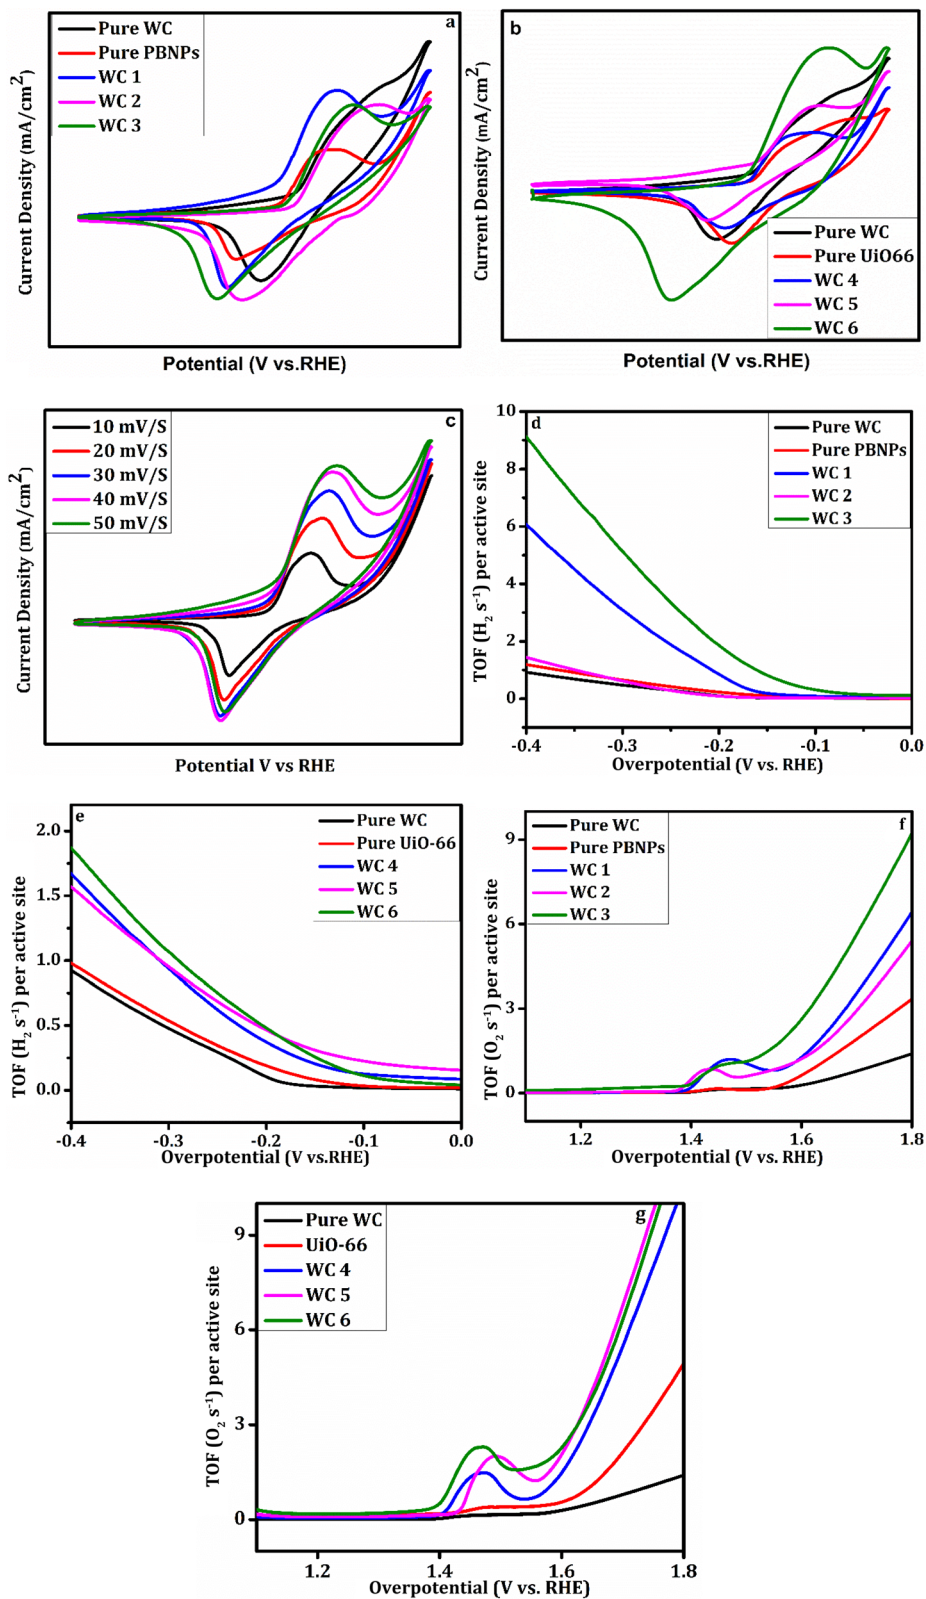 a
Pure WC
Pure PBNPs
WC 1
WC 2
WC 3
Current Density (mA/cm²)
Potential (V vs.RHE)
b
Pure WC
Pure UiO66
WC 4
WC 5
WC 6
Current Density (mA/cm²)
Potential (V vs.RHE)
c
10 mV/S
20 mV/S
30 mV/S
40 mV/S
50 mV/S
Current Density (mA/cm²)
Potential V vs RHE
d
Pure WC
Pure PBNPs
WC 1
WC 2
WC 3
TOF (H₂ s⁻¹) per active site
10
8
6
4
2
0
-0.4 -0.3 -0.2 -0.1 0.0
Overpotential (V vs. RHE)
e
Pure WC
Pure UiO-66
WC 4
WC 5
WC 6
TOF (H₂ s⁻¹) per active site
2.0
1.5
1.0
0.5
0.0
-0.4 -0.3 -0.2 -0.1 0.0
Overpotential (V vs.RHE)
f
Pure WC
Pure PBNPs
WC 1
WC 2
WC 3
TOF (O₂ s⁻¹) per active site
9
6
3
0
1.2 1.4 1.6 1.8
Overpotential (V vs. RHE)
g
Pure WC
UiO-66
WC 4
WC 5
WC 6
TOF (O₂ s⁻¹) per active site
9
6
3
0
1.2 1.4 1.6 1.8
Overpotential (V vs. RHE)